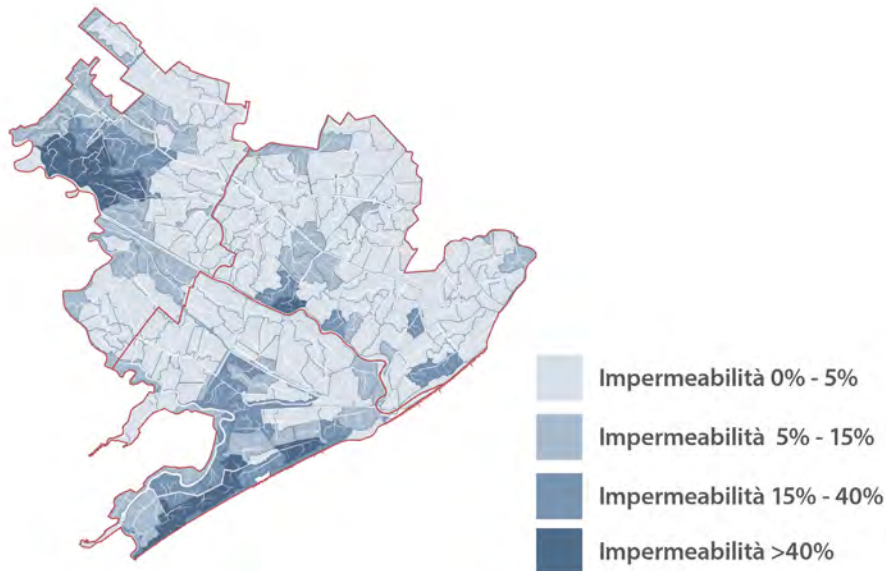 Impermeabilità 0% - 5%
Impermeabilità 5% - 15%
Impermeabilità 15% - 40%
Impermeabilità >40%